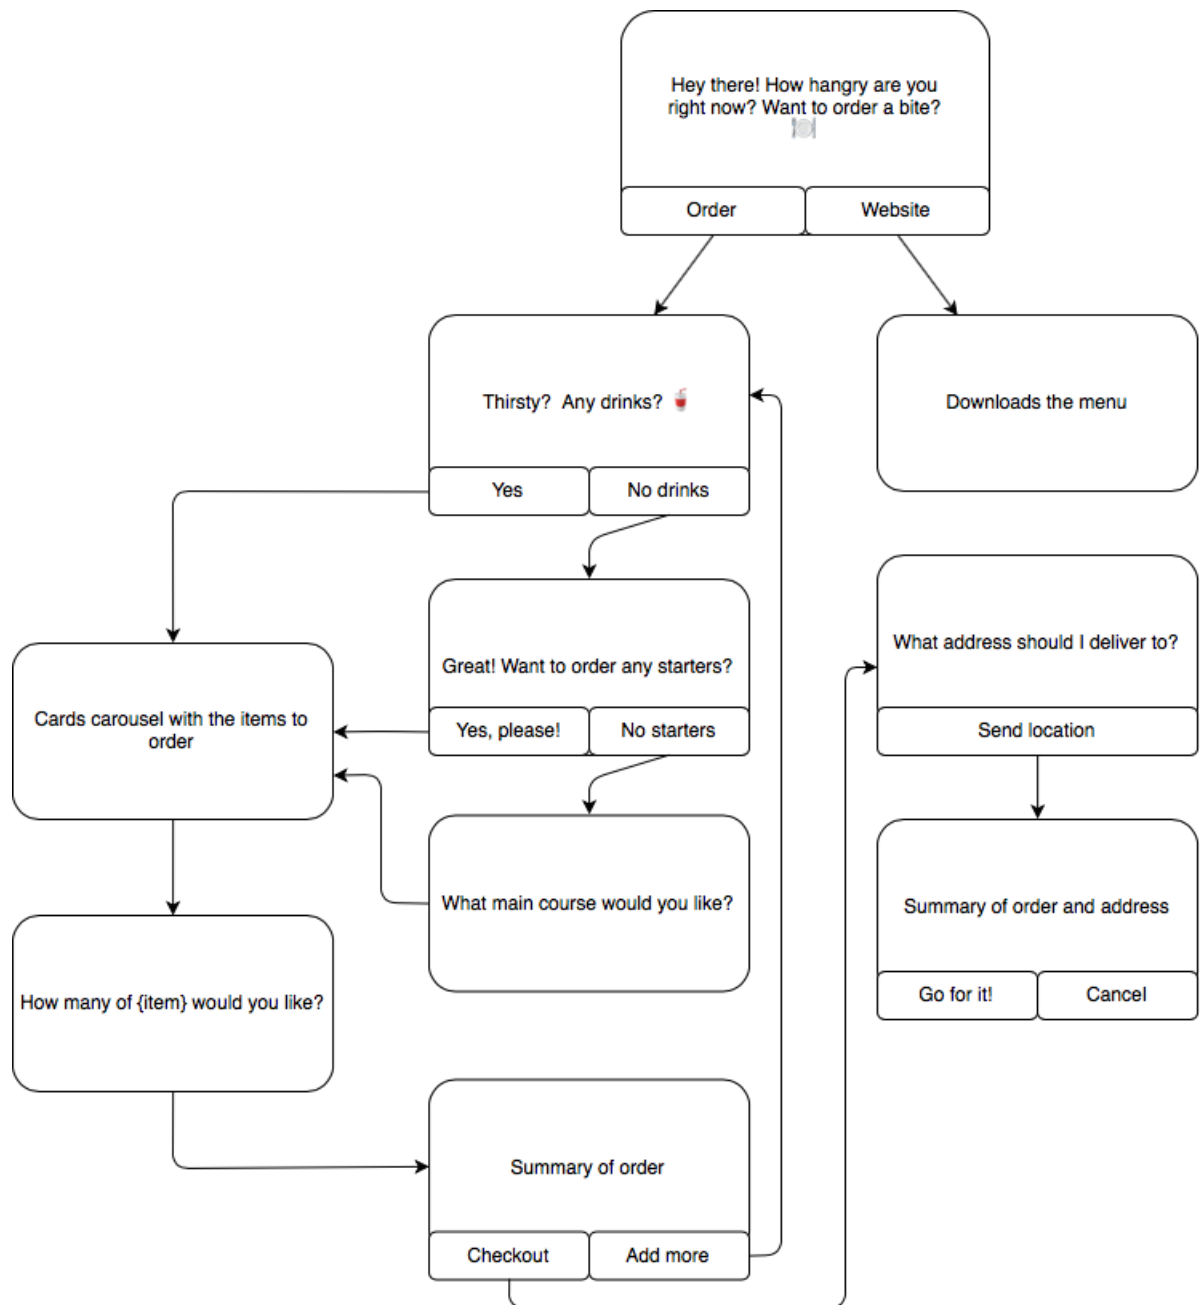 Hey there! How hangry are you
right now? Want to order a bite?
🍽️
Order
Website
Thirsty?  Any drinks? 🥤
Yes
No drinks
Downloads the menu
Great! Want to order any starters?
Yes, please!
No starters
What address should I deliver to?
Send location
Cards carousel with the items to
order
What main course would you like?
Summary of order and address
Go for it!
Cancel
How many of {item} would you like?
Summary of order
Checkout
Add more